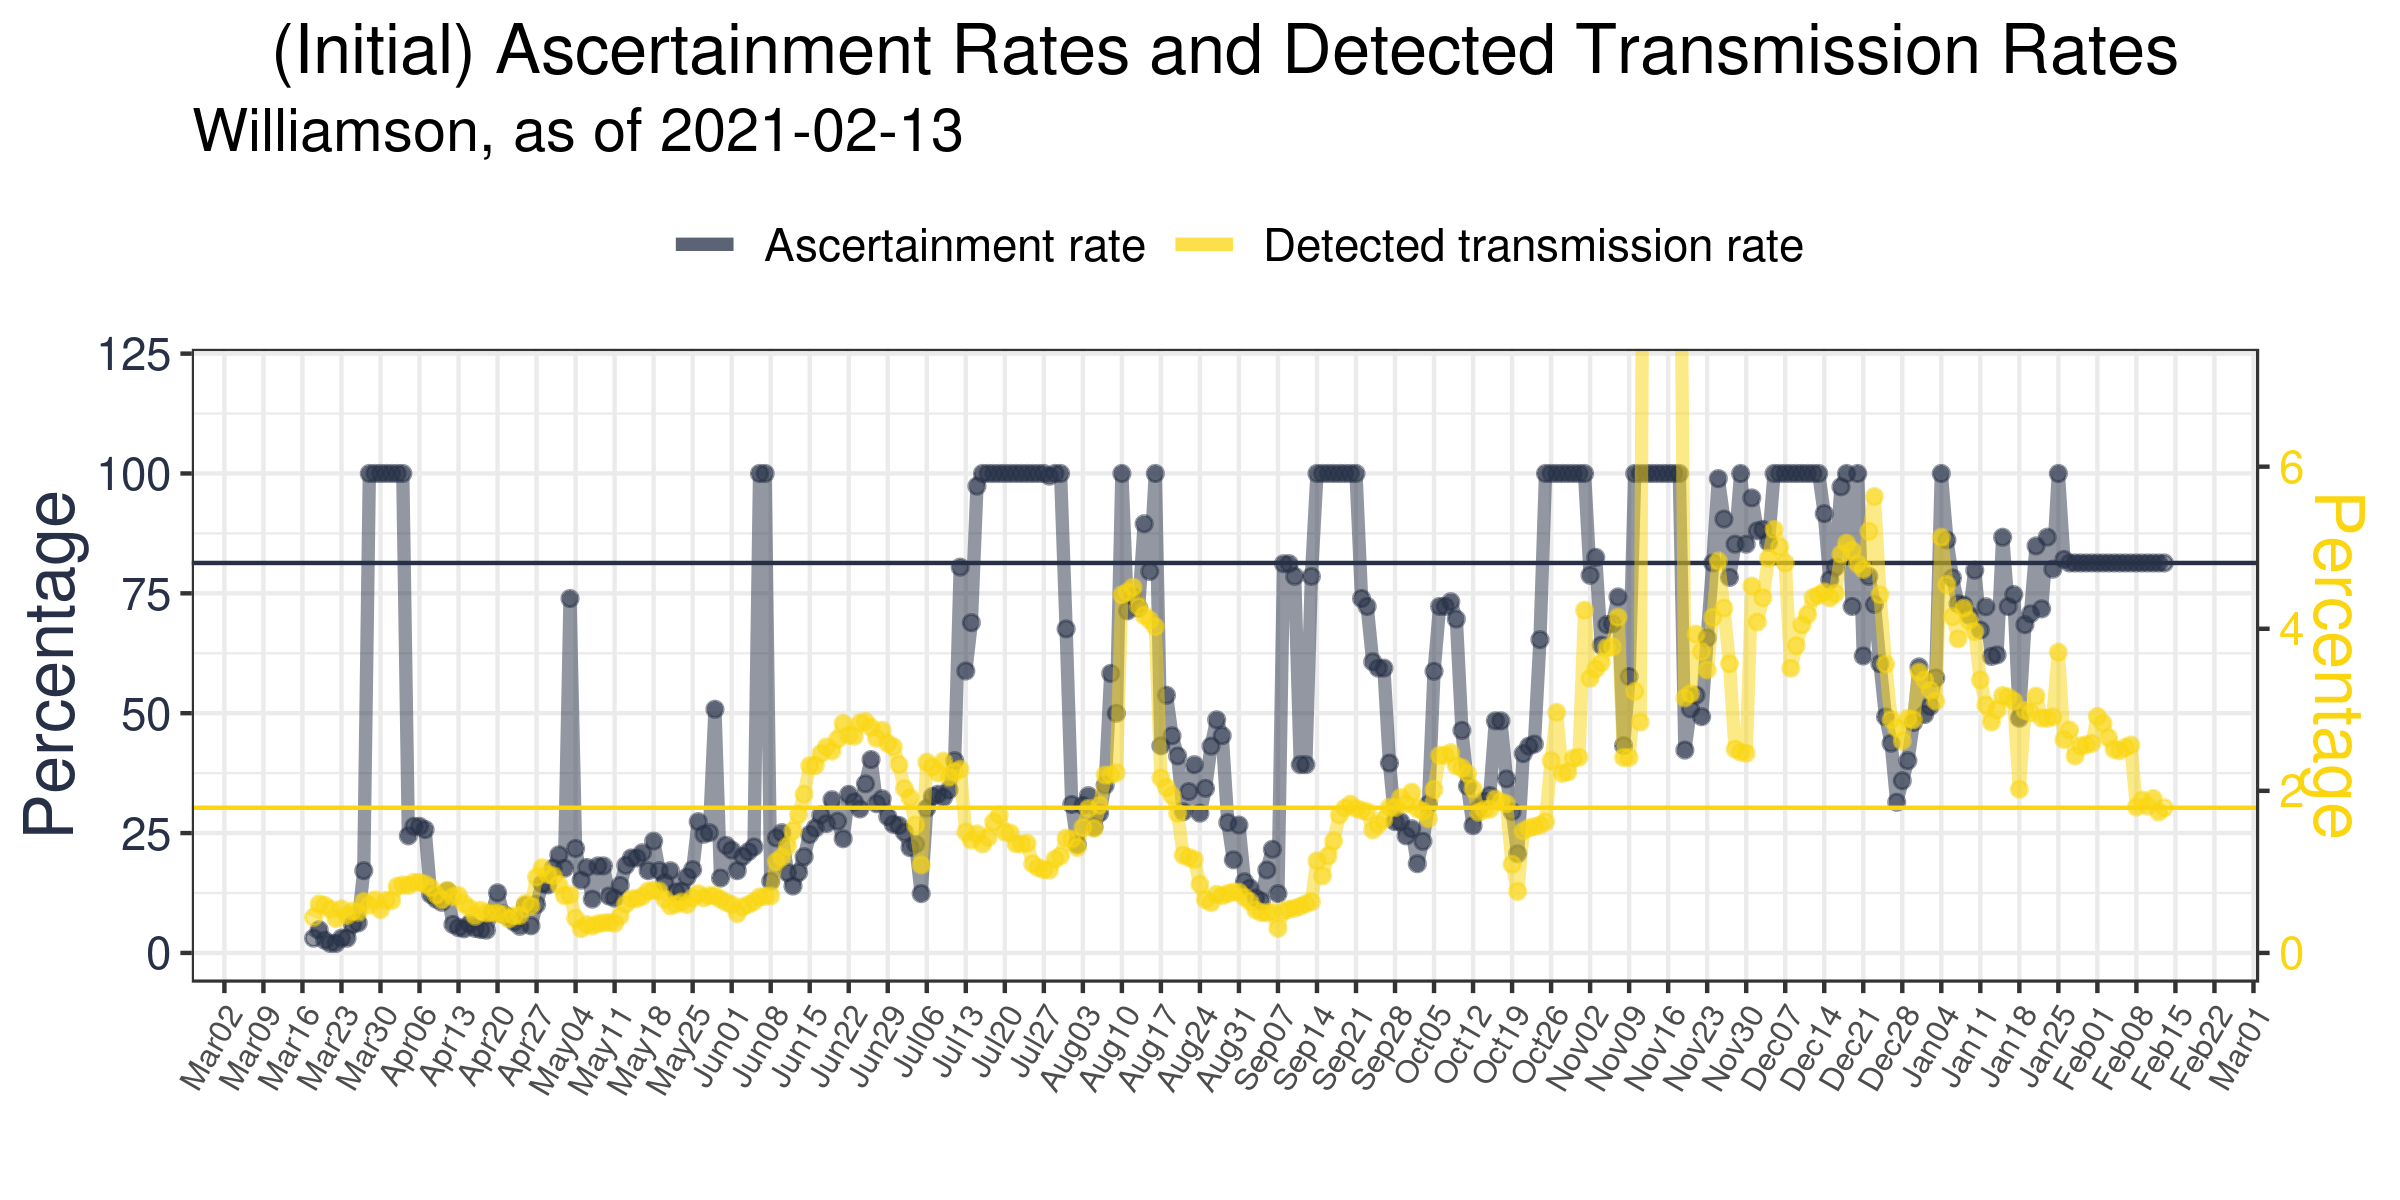 (Initial) Ascertainment Rates and Detected Transmission Rates
Williamson, as of 2021-02-13
Ascertainment rate
Detected transmission rate
Percentage
125
100
75
50
25
0
6
4
2
0
Percentage
Mar02
Mar09
Mar16
Mar23
Mar30
Apr06
Apr13
Apr20
Apr27
May04
May11
May18
May25
Jun01
Jun08
Jun15
Jun22
Jun29
Jul06
Jul13
Jul20
Jul27
Aug03
Aug10
Aug17
Aug24
Aug31
Sep07
Sep14
Sep21
Sep28
Oct05
Oct12
Oct19
Oct26
Nov02
Nov09
Nov16
Nov23
Nov30
Dec07
Dec14
Dec21
Dec28
Jan04
Jan11
Jan18
Jan25
Feb01
Feb08
Feb15
Feb22
Mar01